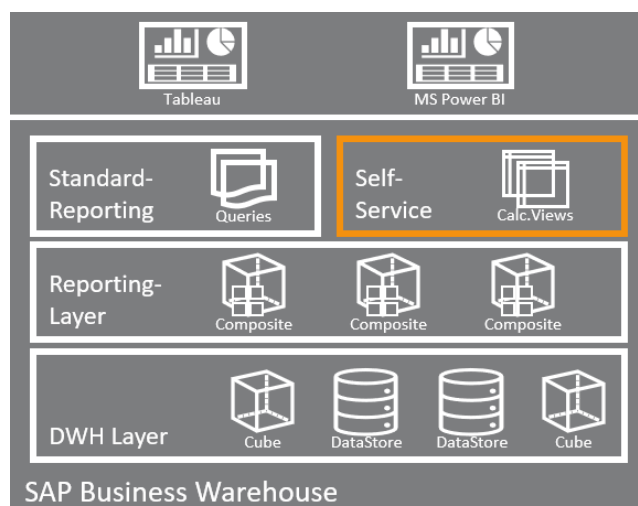 Tableau
MS Power BI
Standard-
Reporting
Queries
Self-
Service
Calc.Views
Reporting-
Layer
Composite
Composite
Composite
DWH Layer
Cube
DataStore
DataStore
Cube
SAP Business Warehouse